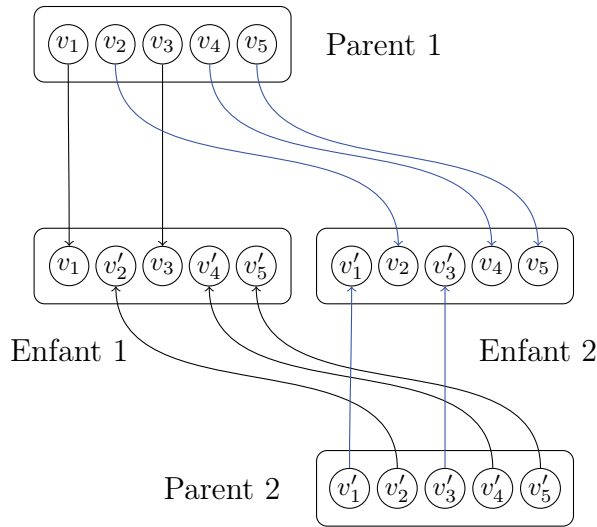 v₁ v₂ v₃ v₄ v₅ Parent 1
v₁ v′₂ v₃ v′₄ v′₅ v′₁ v₂ v′₃ v₄ v₅
Enfant 1 Enfant 2
Parent 2 v′₁ v′₂ v′₃ v′₄ v′₅